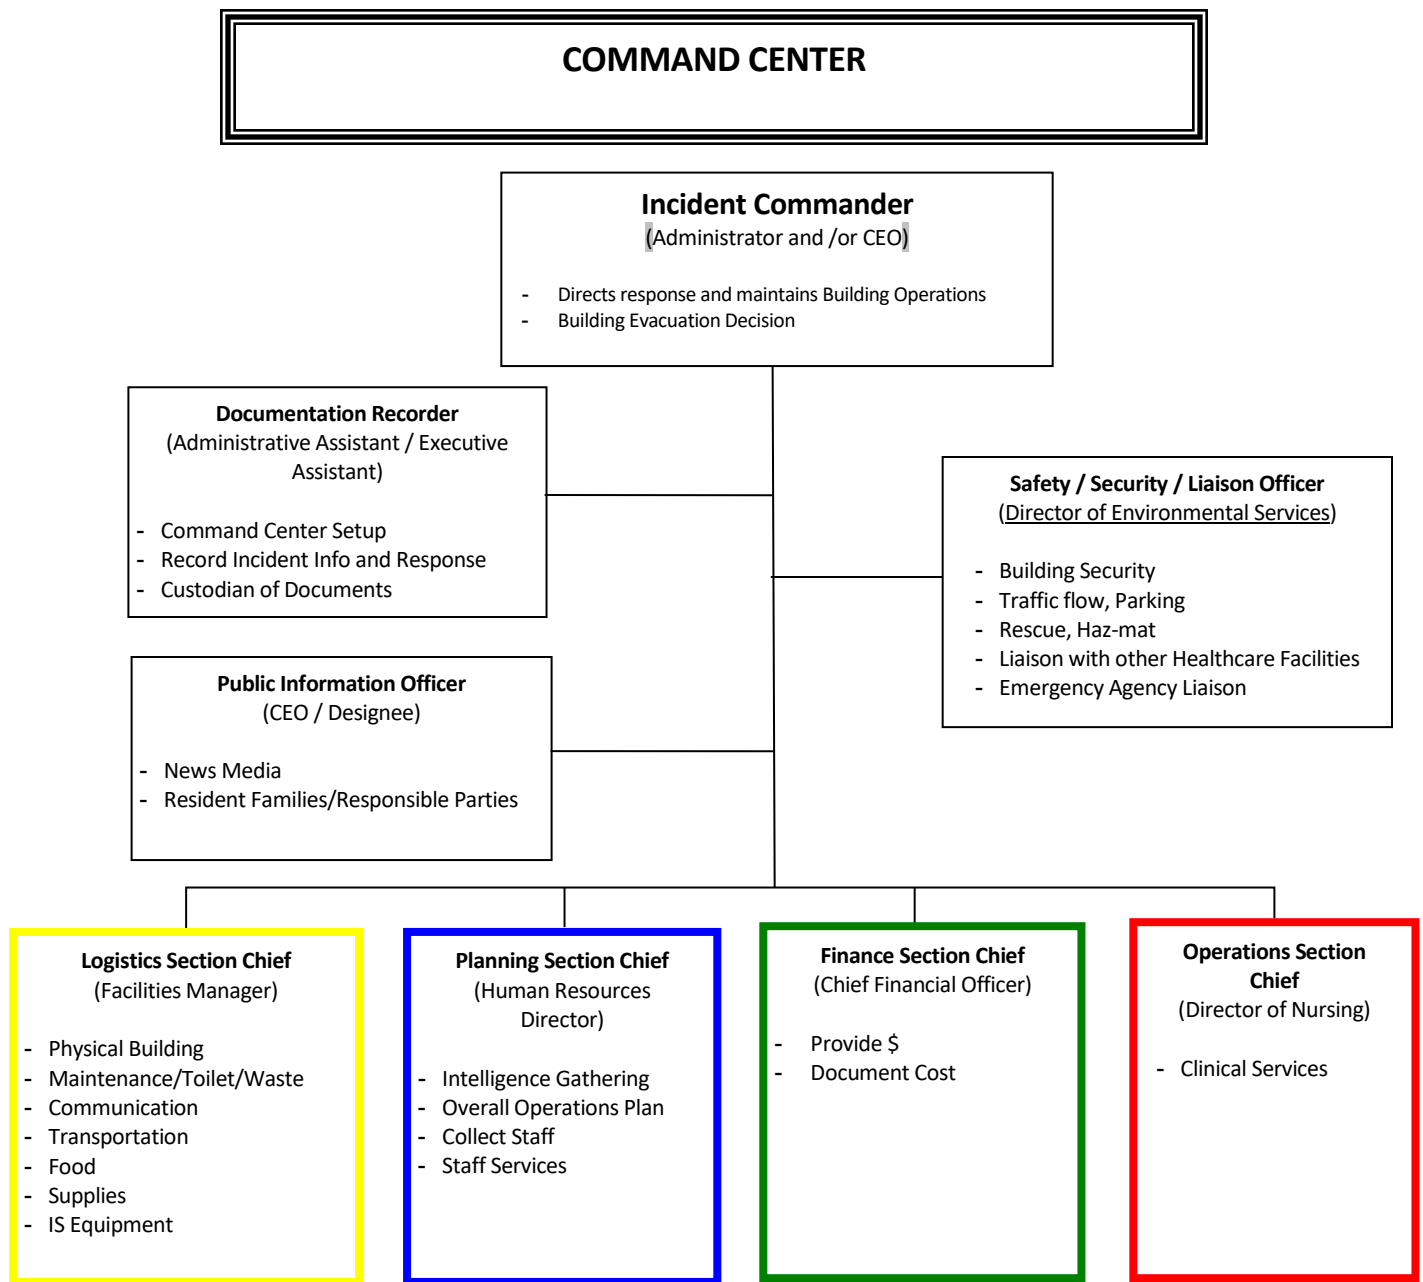 COMMAND CENTER
Incident Commander
(Administrator and /or CEO)
- Directs response and maintains Building Operations
- Building Evacuation Decision
Documentation Recorder
(Administrative Assistant / Executive
Assistant)
- Command Center Setup
- Record Incident Info and Response
- Custodian of Documents
Safety / Security / Liaison Officer
(Director of Environmental Services)
- Building Security
- Traffic flow, Parking
- Rescue, Haz-mat
- Liaison with other Healthcare Facilities
- Emergency Agency Liaison
Public Information Officer
(CEO / Designee)
- News Media
- Resident Families/Responsible Parties
Logistics Section Chief
(Facilities Manager)
- Physical Building
- Maintenance/Toilet/Waste
- Communication
- Transportation
- Food
- Supplies
- IS Equipment
Planning Section Chief
(Human Resources
Director)
- Intelligence Gathering
- Overall Operations Plan
- Collect Staff
- Staff Services
Finance Section Chief
(Chief Financial Officer)
- Provide $
- Document Cost
Operations Section
Chief
(Director of Nursing)
- Clinical Services